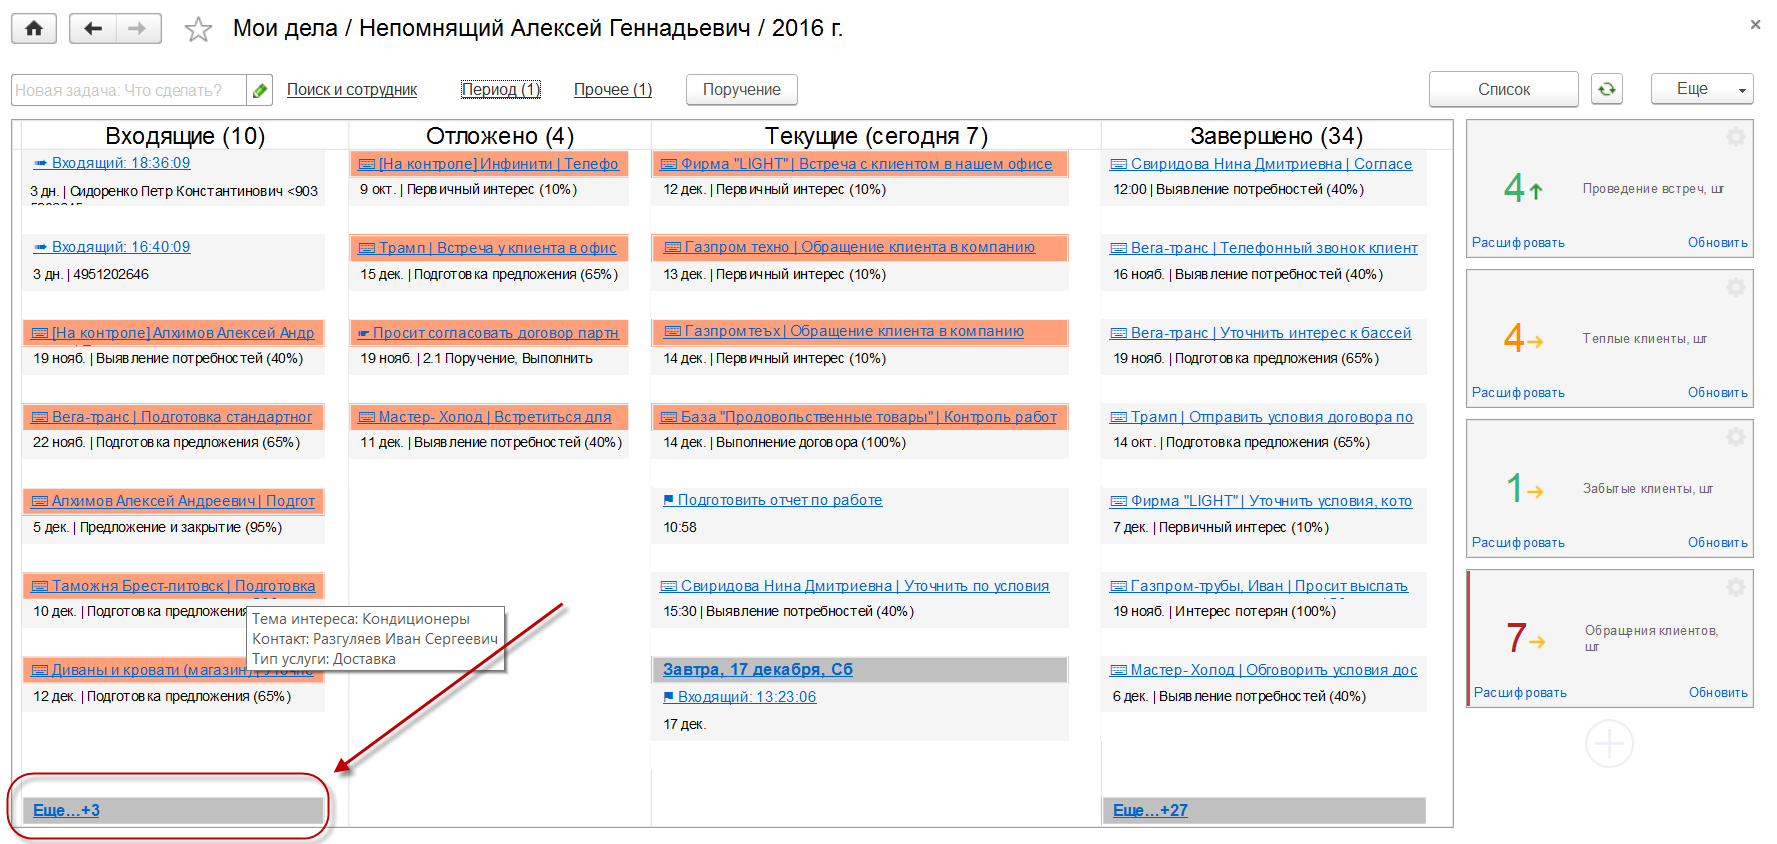 Мои дела / Непомнящий Алексей Геннадьевич / 2016 г.
Новая задача: Что сделать?
Поиск и сотрудник
Период (1)
Прочее (1)
Поручение
Список
Еще
Входящие (10)
Входящий: 18:36:09
3 дн. | Сидоренко Петр Константинович <903
Входящий: 16:40:09
3 дн. | 4951202646
[На контроле] Алхимов Алексей Андр
19 нояб. | Выявление потребностей (40%)
Вега-транс | Подготовка стандартног
22 нояб. | Подготовка предложения (65%)
Алхимов Алексей Андреевич | Подгот
5 дек. | Предложение и закрытие (95%)
Таможня Брест-литовск | Подготовка
10 дек. | Подготовка предложения
Тема интереса: Кондиционеры
Контакт: Разгуляев Иван Сергеевич
Тип услуги: Доставка
Диваны и кровати (магазин)
12 дек. | Подготовка предложения (65%)
Еще...+3
Отложено (4)
[На контроле] Инфинити | Телефо
9 окт. | Первичный интерес (10%)
Трамп | Встреча у клиента в офис
15 дек. | Подготовка предложения (65%)
Просит согласовать договор партн
19 нояб. | 2.1 Поручение, Выполнить
Мастер- Холод | Встретиться для
11 дек. | Выявление потребностей (40%)
Текущие (сегодня 7)
Фирма "LIGHT" | Встреча с клиентом в нашем офисе
12 дек. | Первичный интерес (10%)
Газпром техно | Обращение клиента в компанию
13 дек. | Первичный интерес (10%)
Газпромтеъх | Обращение клиента в компанию
14 дек. | Первичный интерес (10%)
База "Продовольственные товары" | Контроль работ
14 дек. | Выполнение договора (100%)
Подготовить отчет по работе
10:58
Свиридова Нина Дмитриевна | Уточнить по условия
15:30 | Выявление потребностей (40%)
Завтра, 17 декабря, Сб
Входящий: 13:23:06
17 дек.
Завершено (34)
Свиридова Нина Дмитриевна | Согласе
12:00 | Выявление потребностей (40%)
Вега-транс | Телефонный звонок клиент
16 нояб. | Выявление потребностей (40%)
Вега-транс | Уточнить интерес к бассей
19 нояб. | Подготовка предложения (65%)
Трамп | Отправить условия договора по
14 окт. | Подготовка предложения (65%)
Фирма "LIGHT" | Уточнить условия, кото
7 дек. | Первичный интерес (10%)
Газпром-трубы, Иван | Просит выслать
19 нояб. | Интерес потерян (100%)
Мастер- Холод | Обговорить условия дос
6 дек. | Выявление потребностей (40%)
Еще...+27
4
Проведение встреч, шт
Расшифровать
Обновить
4
Теплые клиенты, шт
Расшифровать
Обновить
1
Забытые клиенты, шт
Расшифровать
Обновить
7
Обращения клиентов,
шт
Расшифровать
Обновить